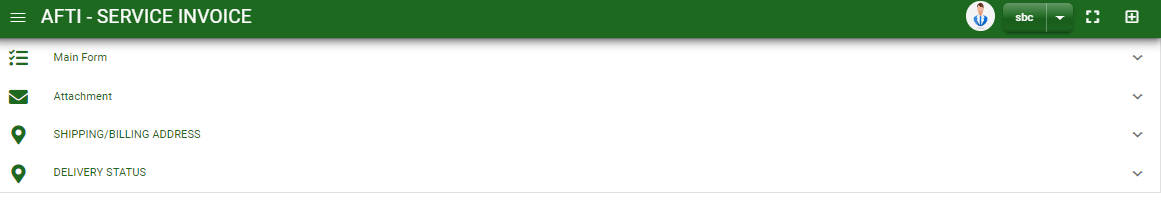 AFTI - SERVICE INVOICE
sbc
Main Form
Attachment
SHIPPING/BILLING ADDRESS
DELIVERY STATUS